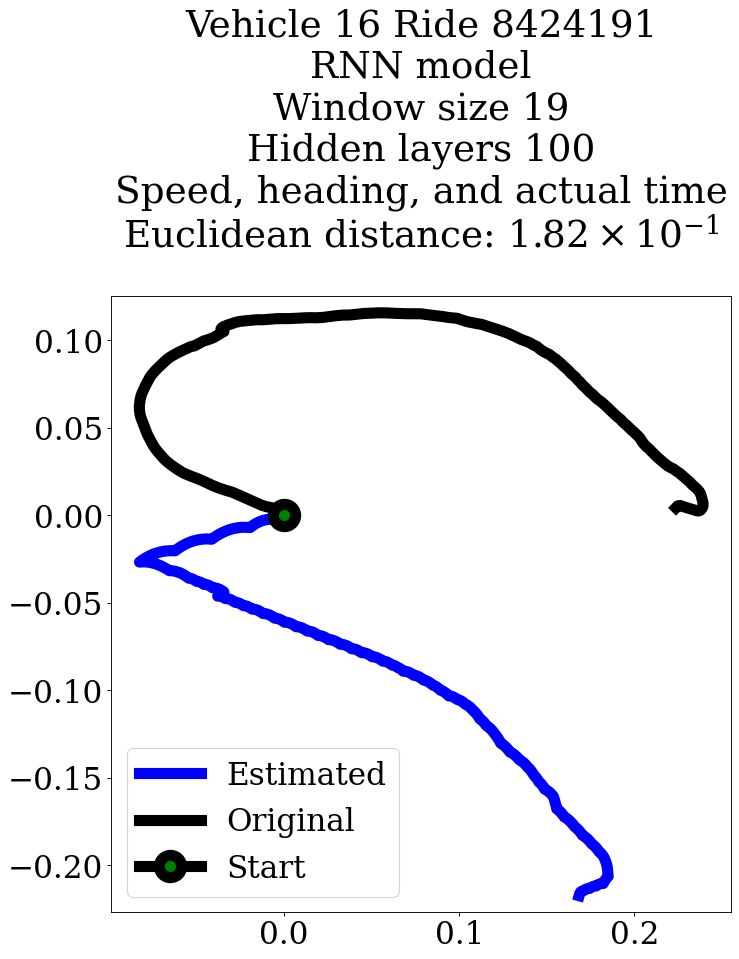 Vehicle 16 Ride 8424191
RNN model
Window size 19
Hidden layers 100
Speed, heading, and actual time
Euclidean distance: 1.82 × 10⁻¹
0.10
0.05
0.00
−0.05
−0.10
−0.15
−0.20
Estimated
Original
Start
0.0 0.1 0.2